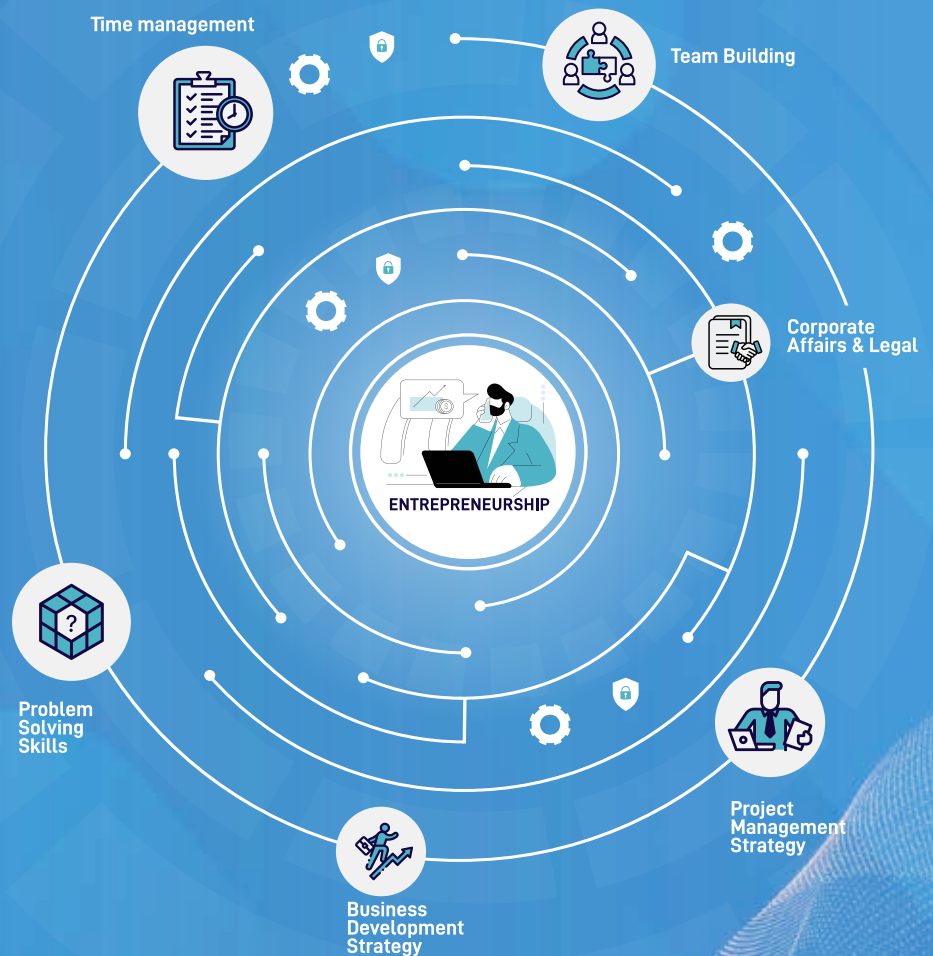 Time management
Team Building
Corporate
Affairs & Legal
ENTREPRENEURSHIP
?
Problem
Solving
Skills
Project
Management
Strategy
Business
Development
Strategy